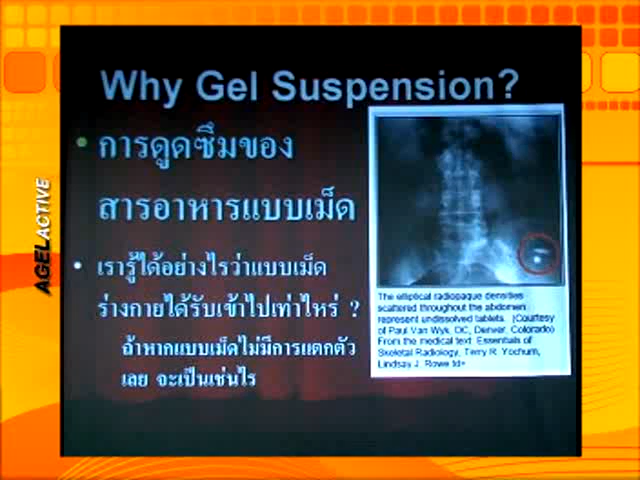 Why Gel Suspension?
การดูดซึมของ
สารอาหารแบบเม็ด
เรารู้ได้อย่างไรว่าแบบเม็ด
ร่างกายได้รับเข้าไปเท่าไหร่ ?
ถ้าหากแบบเม็ดไม่มีการแตกตัว
เลย จะเป็นเช่นไร
The elliptical radiopaque densities
scattered throughout the abdomen
represent undissolved tablets. (Courtesy
of Paul Van Wyk, DC, Denver, Colorado)
From the medical text: Essentials of
Skeletal Radiology, Terry R. Yochum,
Lindsay J. Rowe
AGELACTIVE